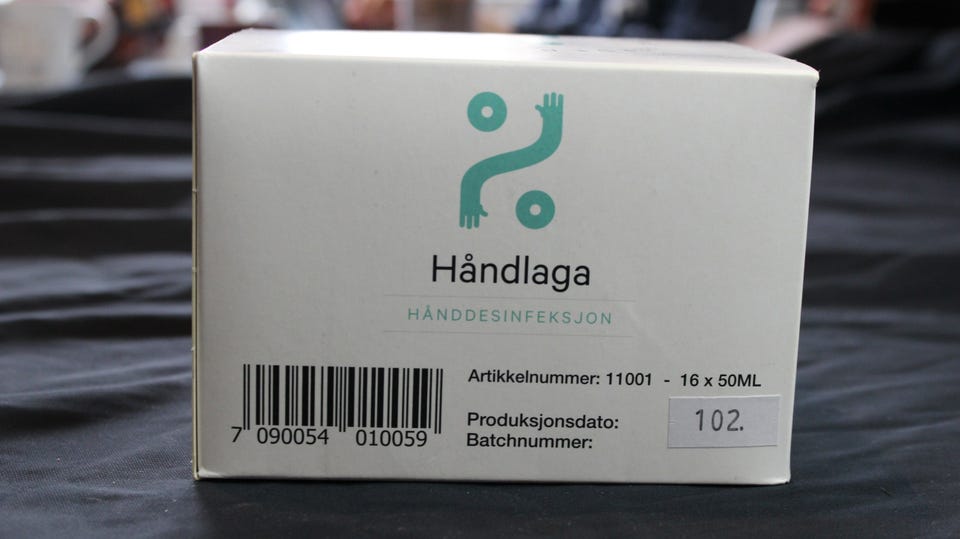 Håndlaga
HÅNDDESINFEKSJON
Artikkelnummer: 11001 - 16 x 50ML
Produksjonsdato:
Batchnummer:
102.
7 090054 010059